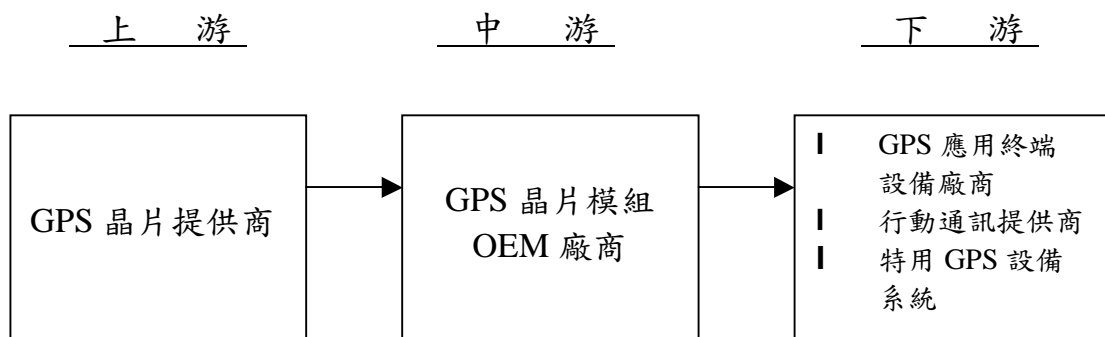 上 游
中 游
下 游
GPS 晶片提供商
GPS 晶片模組
OEM 廠商
l GPS 應用終端
設備廠商
l 行動通訊提供商
l 特用 GPS 設備
系統